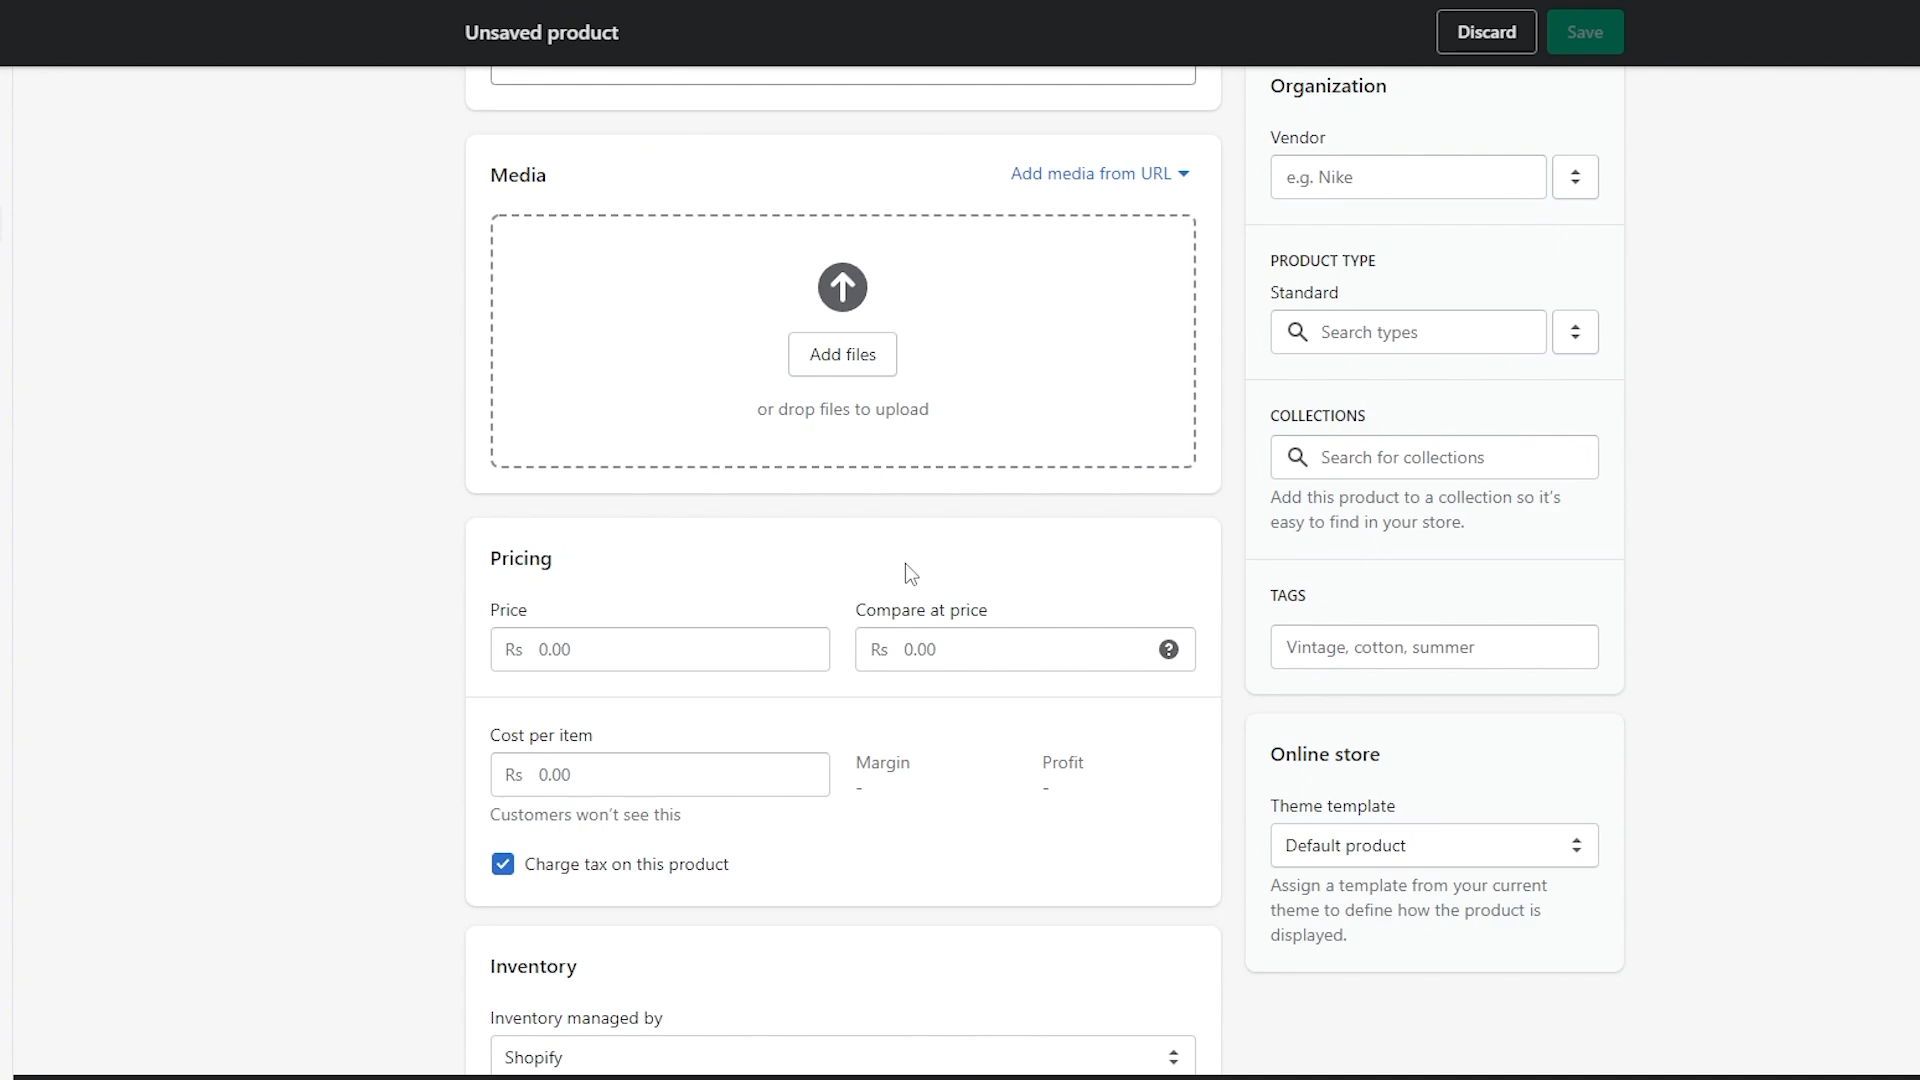 Unsaved product
Discard
Save
Media
Add media from URL
Add files
or drop files to upload
Pricing
Price
Compare at price
Rs 0.00
Rs 0.00
?
Cost per item
Rs 0.00
Customers won't see this
Margin
-
Profit
-
Charge tax on this product
Inventory
Inventory managed by
Shopify
Organization
Vendor
e.g. Nike
PRODUCT TYPE
Standard
Search types
COLLECTIONS
Search for collections
Add this product to a collection so it's
easy to find in your store.
TAGS
Vintage, cotton, summer
Online store
Theme template
Default product
Assign a template from your current
theme to define how the product is
displayed.